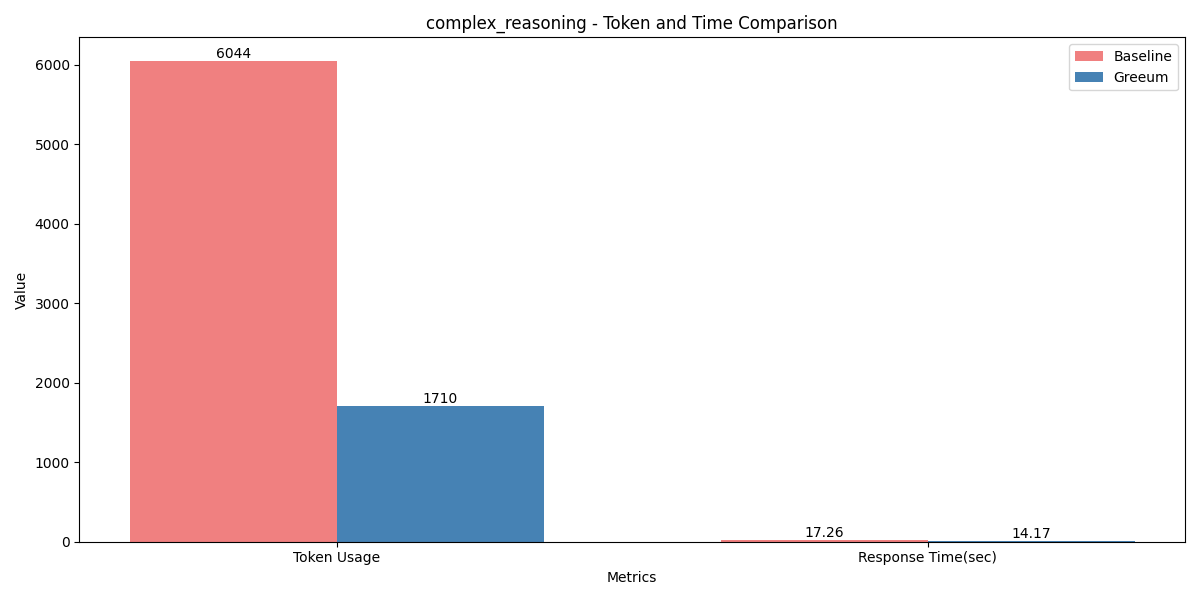 complex_reasoning - Token and Time Comparison
Baseline
Greeum
6044
1710
17.26
14.17
6000
5000
4000
3000
2000
1000
0
Value
Token Usage
Response Time(sec)
Metrics